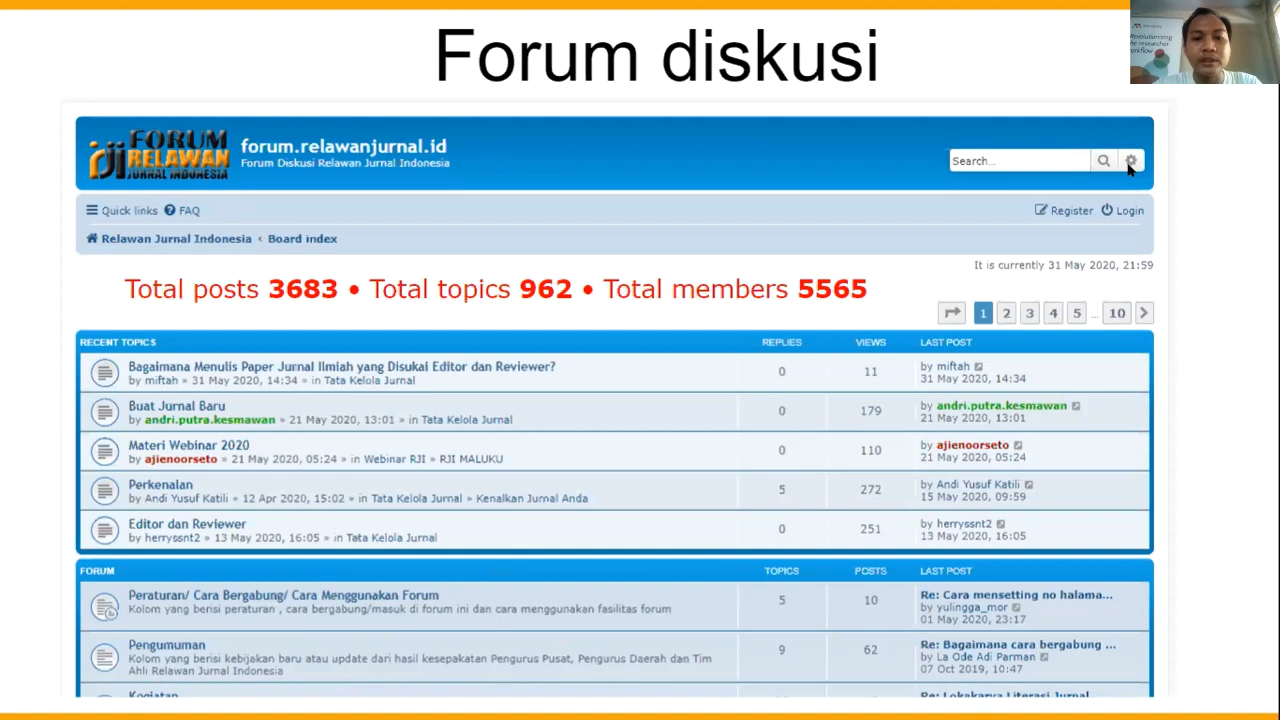 Forum diskusi
Revolutionizing
the researcher
workflow
FORUM
RELAWAN
JURNAL INDONESIA
forum.relawanjurnal.id
Forum Diskusi Relawan Jurnal Indonesia
Search...
Quick links FAQ
Register Login
Relawan Jurnal Indonesia ‹ Board index
It is currently 31 May 2020, 21:59
Total posts 3683 • Total topics 962 • Total members 5565
1 2 3 4 5 ... 10
RECENT TOPICS REPLIES VIEWS LAST POST
Bagaimana Menulis Paper Jurnal Ilmiah yang Disukai Editor dan Reviewer?
by miftah » 31 May 2020, 14:34 » in Tata Kelola Jurnal
0 11
by miftah
31 May 2020, 14:34
Buat Jurnal Baru
by andri.putra.kesmawan » 21 May 2020, 13:01 » in Tata Kelola Jurnal
0 179
by andri.putra.kesmawan
21 May 2020, 13:01
Materi Webinar 2020
by ajienoorseto » 21 May 2020, 05:24 » in Webinar RJI » RJI MALUKU
0 110
by ajienoorseto
21 May 2020, 05:24
Perkenalan
by Andi Yusuf Katili » 12 Apr 2020, 15:02 » in Tata Kelola Jurnal » Kenalkan Jurnal Anda
5 272
by Andi Yusuf Katili
15 May 2020, 09:59
Editor dan Reviewer
by herryssnt2 » 13 May 2020, 16:05 » in Tata Kelola Jurnal
0 251
by herryssnt2
13 May 2020, 16:05
FORUM TOPICS POSTS LAST POST
Peraturan/ Cara Bergabung/ Cara Menggunakan Forum
Kolom yang berisi peraturan , cara bergabung/masuk di forum ini dan cara menggunakan fasilitas forum
5 10
Re: Cara mensetting no halama...
by yulingga_mor
01 May 2020, 23:17
Pengumuman
Kolom yang berisi kebijakan baru atau update dari hasil kesepakatan Pengurus Pusat, Pengurus Daerah dan Tim
Ahli Relawan Jurnal Indonesia
9 62
Re: Bagaimana cara bergabung ...
by La Ode Adi Parman
07 Oct 2019, 10:47
Kegiatan
Re: Lokakarya Literasi Jurnal